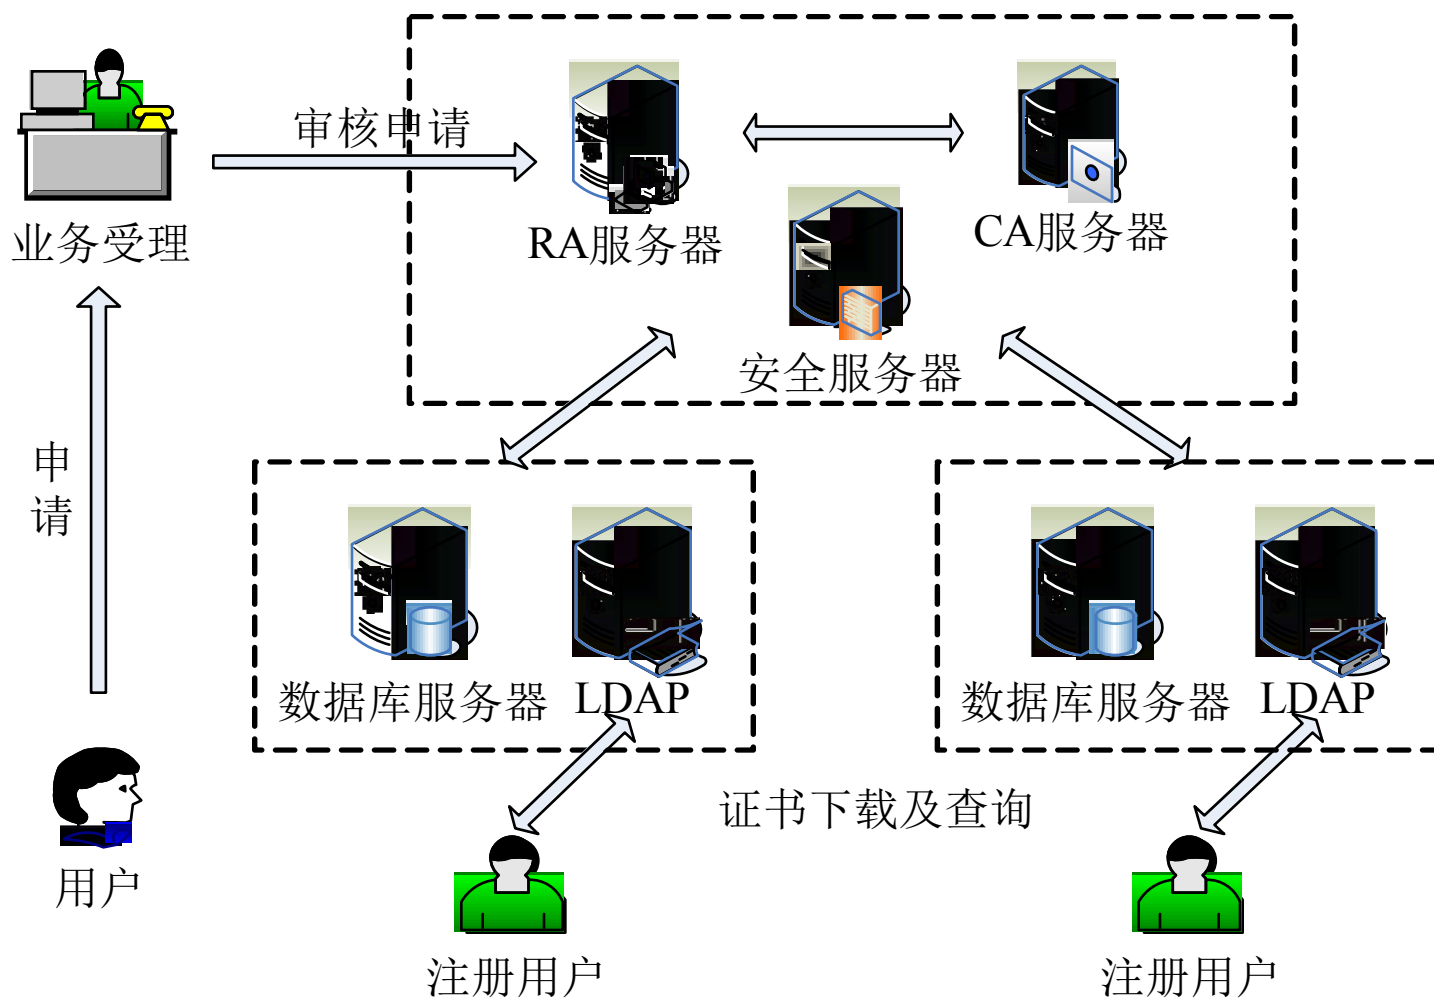 审核申请
业务受理
RA服务器
CA服务器
安全服务器
申
请
数据库服务器
LDAP
数据库服务器
LDAP
证书下载及查询
用户
注册用户
注册用户